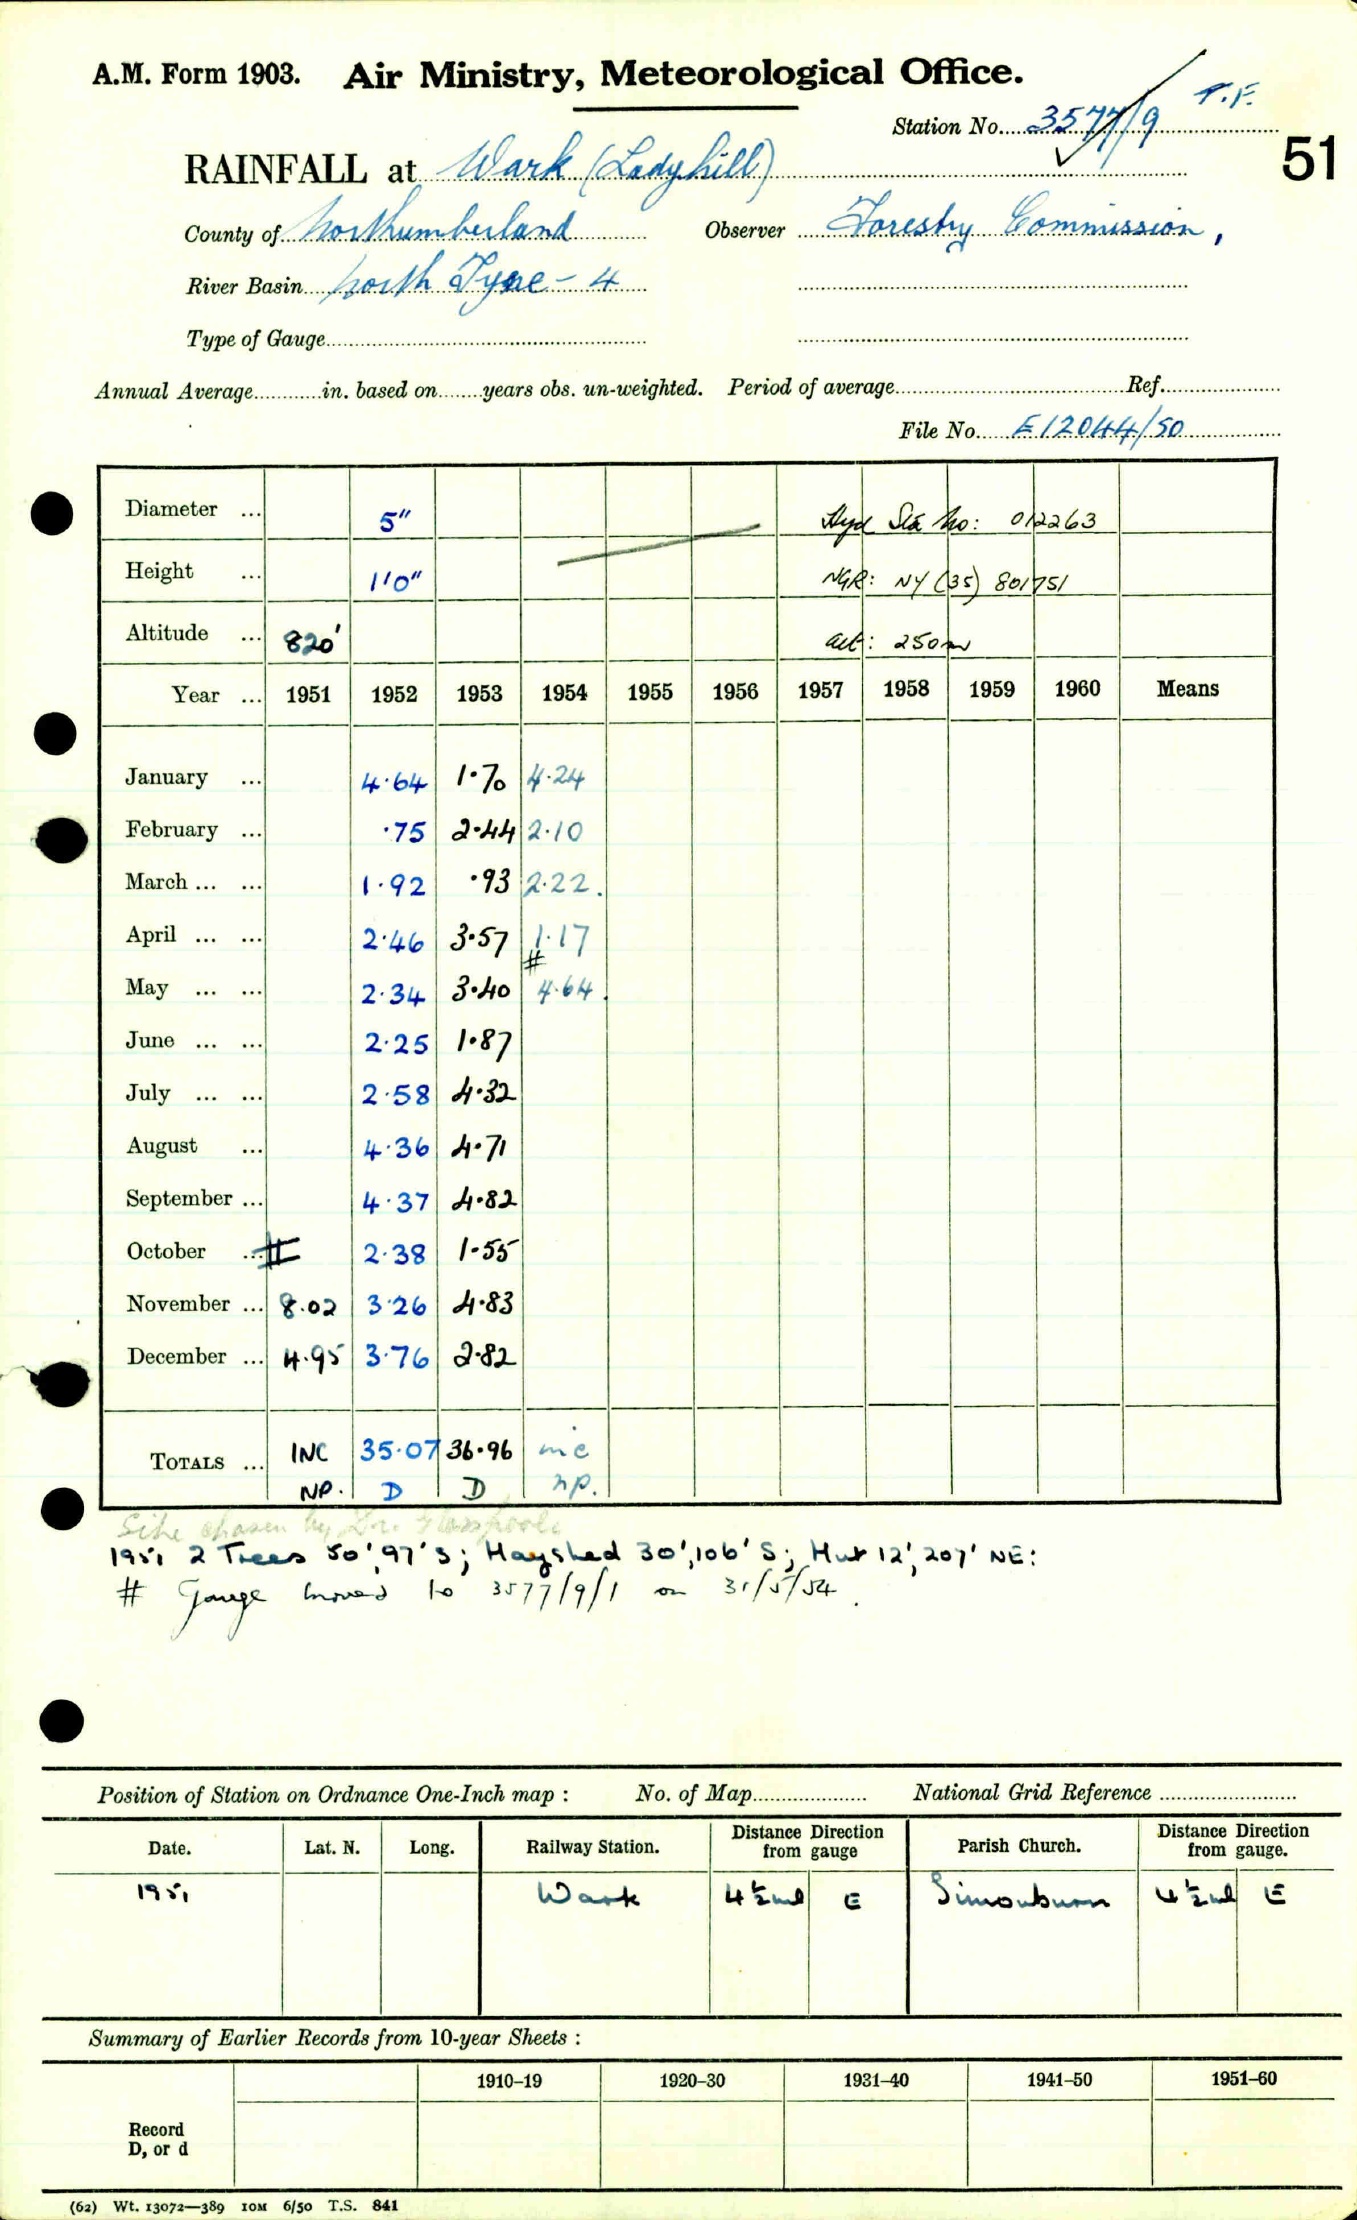 A.M. Form 1903. Air Ministry, Meteorological Office.
P.F.
Station No. 3577/9
51
RAINFALL at Wark (Ladyhill)
County of Northumberland Observer Forestry Commission,
River Basin North Tyne - 4
Type of Gauge
Annual Average in. based on years obs. un-weighted. Period of average Ref.
File No. E12044/50
Diameter ... 5" Hyd Sta No: 012263
Height ... 1'0" NGR: NY (35) 801751
Altitude ... 820' alt: 250m
Year ... 1951 1952 1953 1954 1955 1956 1957 1958 1959 1960 Means
January ... 4.64 1.70 4.24
February ... .75 2.44 2.10
March ... ... 1.92 .93 2.22.
April ... ... 2.46 3.57 1.17
#
May ... ... 2.34 3.40 4.64.
June ... ... 2.25 1.87
July ... ... 2.58 4.32
August ... 4.36 4.71
September ... 4.37 4.82
October ... # 2.38 1.55
November ... 8.02 3.26 4.83
December ... 4.95 3.76 2.82
TOTALS ... INC 35.07 36.96 inc
NP. D D np.
Site chosen by Dr. Glasspoole
1951 2 Trees 50', 97' S; Hayshed 30', 106' S; Hut 12', 207' NE:
# Gauge moved to 3577/9/1 on 31/5/54.
Position of Station on Ordnance One-Inch map : No. of Map National Grid Reference
Date. Lat. N. Long. Railway Station. Distance from Direction gauge Parish Church. Distance from Direction gauge.
1951 Wark 4½ ml E Simonburn 4½ ml E
Summary of Earlier Records from 10-year Sheets :
1910–19 1920–30 1931–40 1941–50 1951–60
Record
D, or d
(62) Wt. 13072—389 10M 6/50 T.S. 841